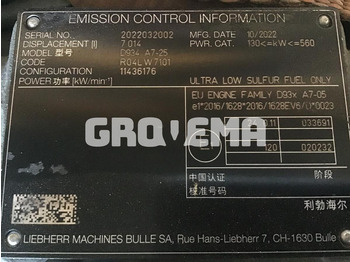 EMISSION CONTROL INFORMATION
SERIAL NO. 2022032002 MFG. DATE 10/2022
DISPLACEMENT [l] 7.014 PWR. CAT. 130<=kW<=560
MODEL 型号 D934 A7-25
CODE R04LW7101
CONFIGURATION 11436176
POWER 功率 [kW/min⁻¹] ULTRA LOW SULFUR FUEL ONLY
EU ENGINE FAMILY D93x A7-05
e1*2016/1628*2016/1628EV6/ *0023
GROVEMA
.11 033691
E1 120 020232
中国认证 阶段
标准号码
利勃海尔
LIEBHERR MACHINES BULLE SA, Rue Hans-Liebherr 7, CH-1630 Bulle